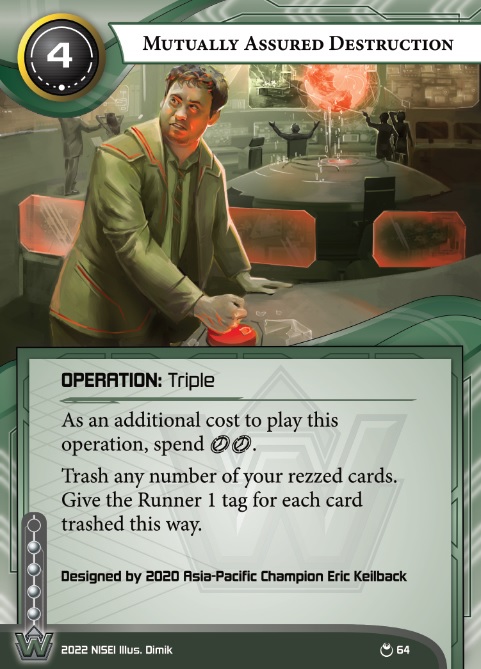 4
MUTUALLY ASSURED DESTRUCTION
OPERATION: Triple
As an additional cost to play this
operation, spend .
Trash any number of your rezzed cards.
Give the Runner 1 tag for each card
trashed this way.
Designed by 2020 Asia-Pacific Champion Eric Keilback
W
2022 NISEI Illus. Dimik
64